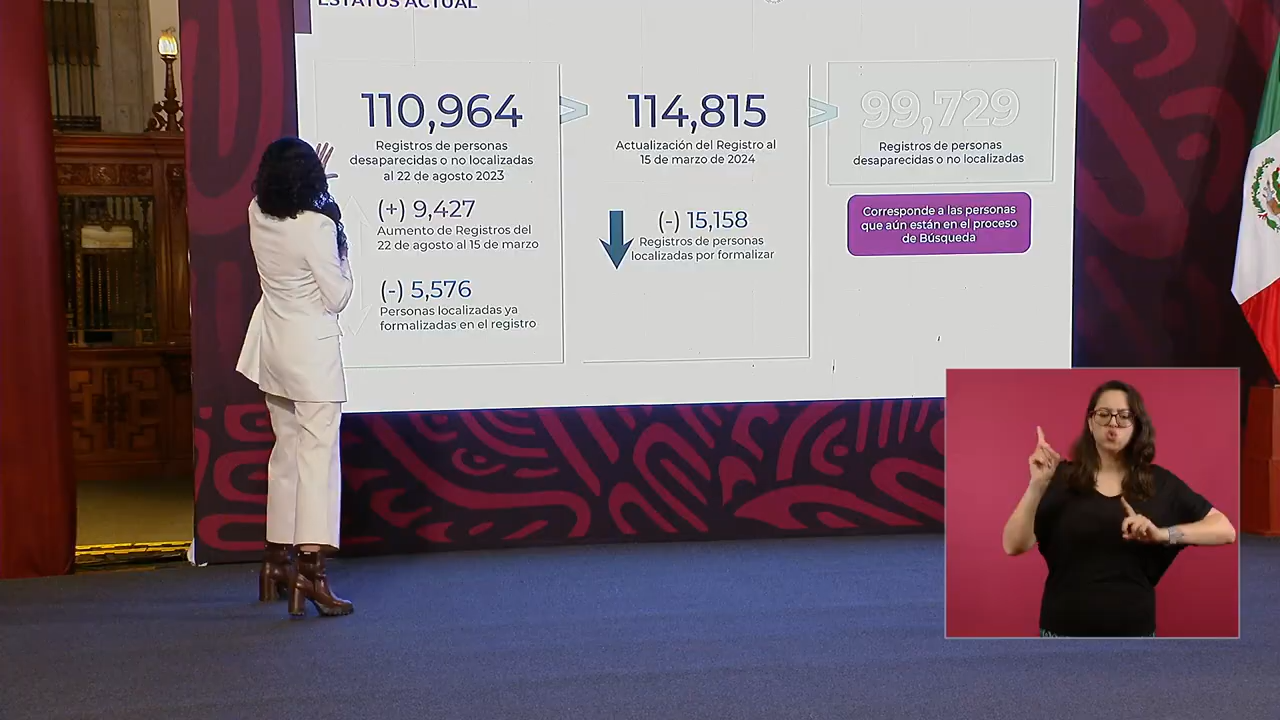 ESTATUS ACTUAL
110,964
Registros de personas
desaparecidas o no localizadas
al 22 de agosto 2023
(+) 9,427
Aumento de Registros del
22 de agosto al 15 de marzo
(-) 5,576
Personas localizadas ya
formalizadas en el registro
>
114,815
Actualización del Registro al
15 de marzo de 2024
(-) 15,158
Registros de personas
localizadas por formalizar
>
99,729
Registros de personas
desaparecidas o no localizadas
Corresponde a las personas
que aún están en el proceso
de Búsqueda